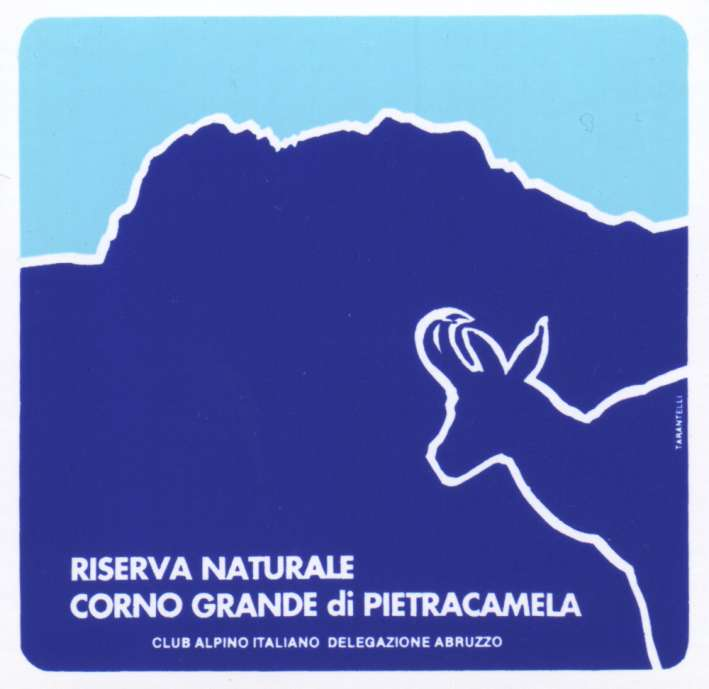 TARANTELLI
RISERVA NATURALE
CORNO GRANDE di PIETRACAMELA
CLUB ALPINO ITALIANO DELEGAZIONE ABRUZZO